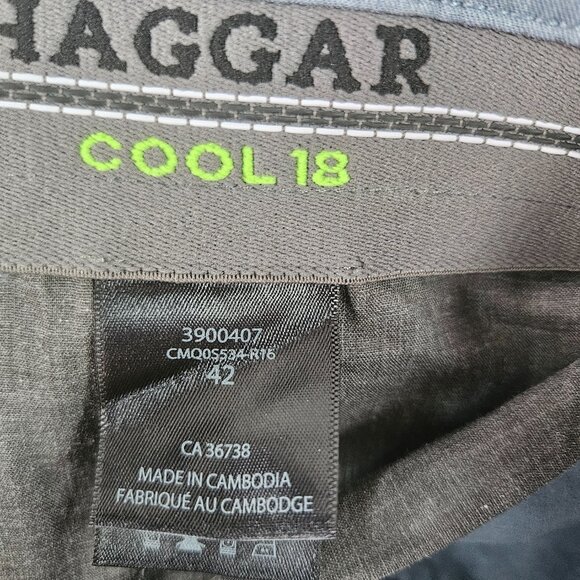 HAGGAR
COOL 18
3900407
CMQ0S534-R16
42
CA 36738
MADE IN CAMBODIA
FABRIQUÉ AU CAMBODGE